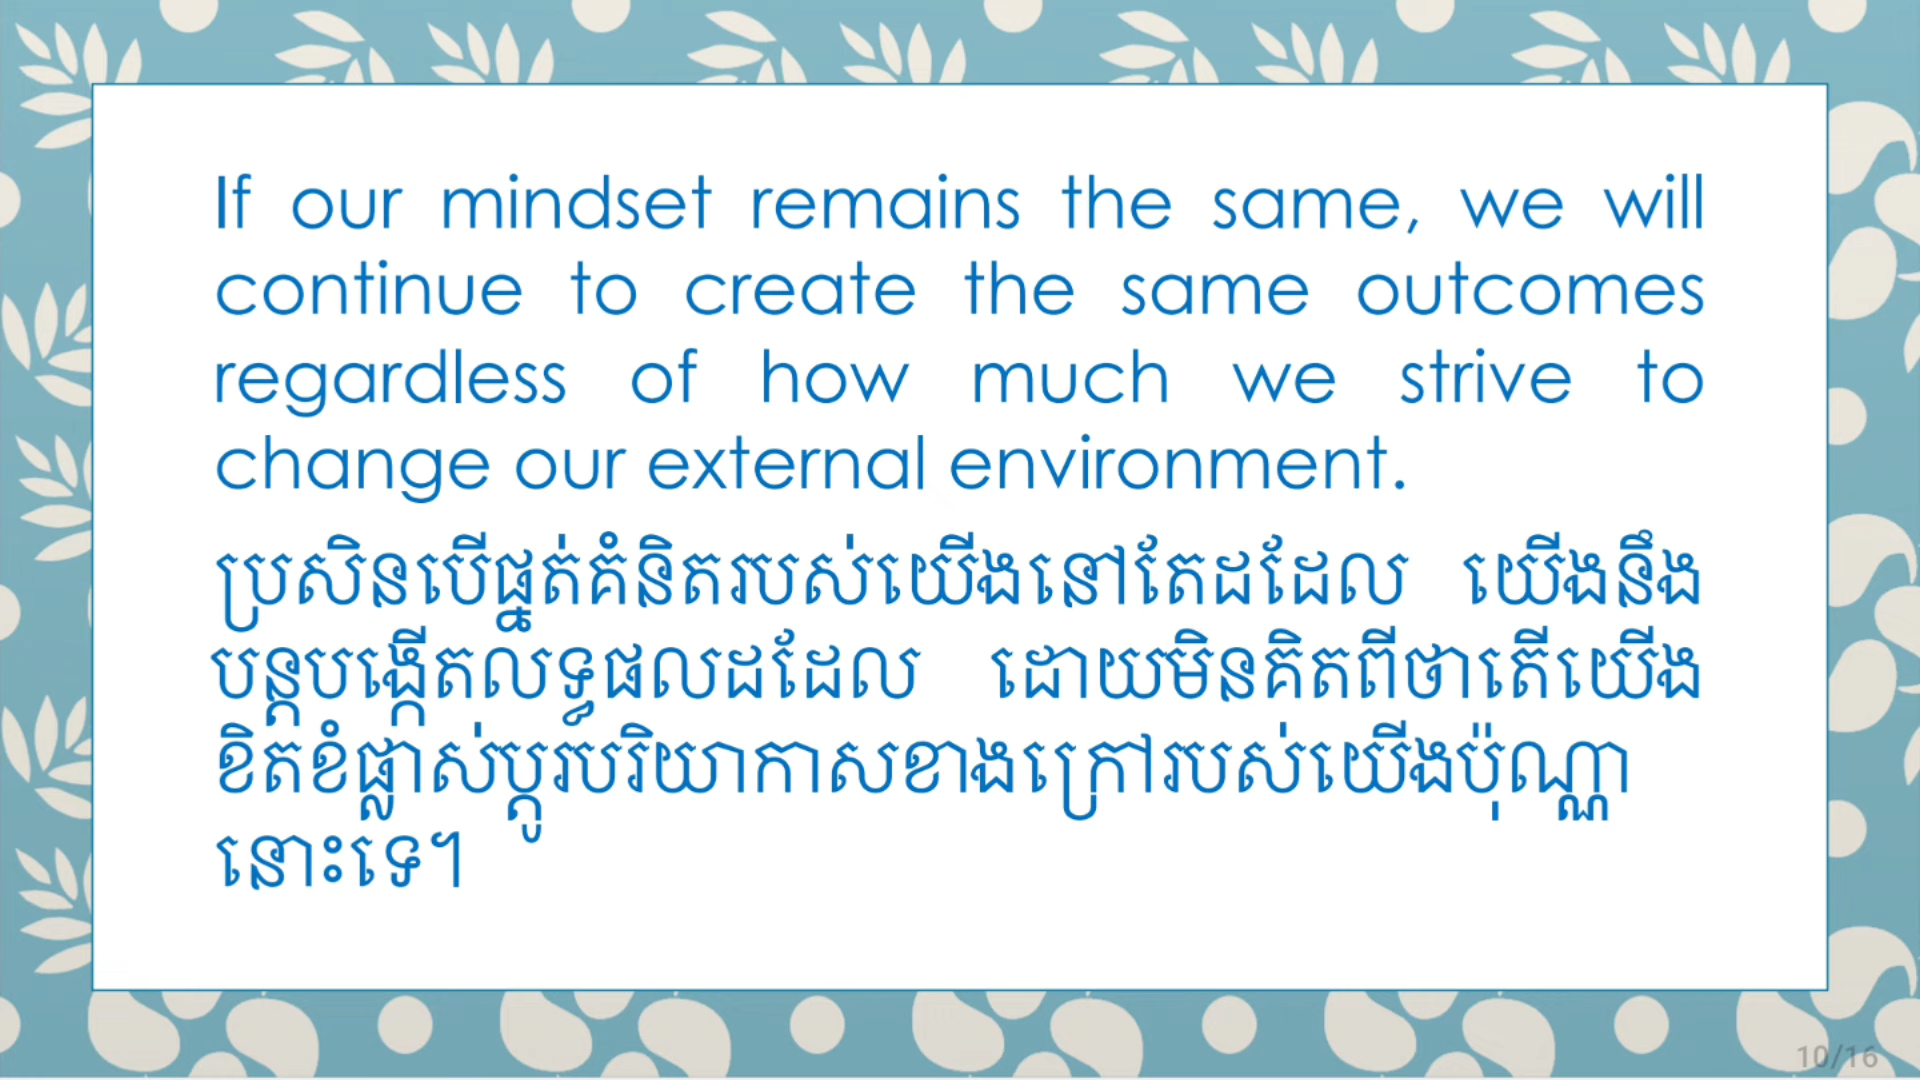 If our mindset remains the same, we will
continue to create the same outcomes
regardless of how much we strive to
change our external environment.
ប្រសិនបើផ្នត់គំនិតរបស់យើងនៅតែដដែល យើងនឹង
បន្តបង្កើតលទ្ធផលដដែល ដោយមិនគិតពីថាតើយើង
ខិតខំផ្លាស់ប្តូរបរិយាកាសខាងក្រៅរបស់យើងប៉ុណ្ណា
នោះទេ។
10/16